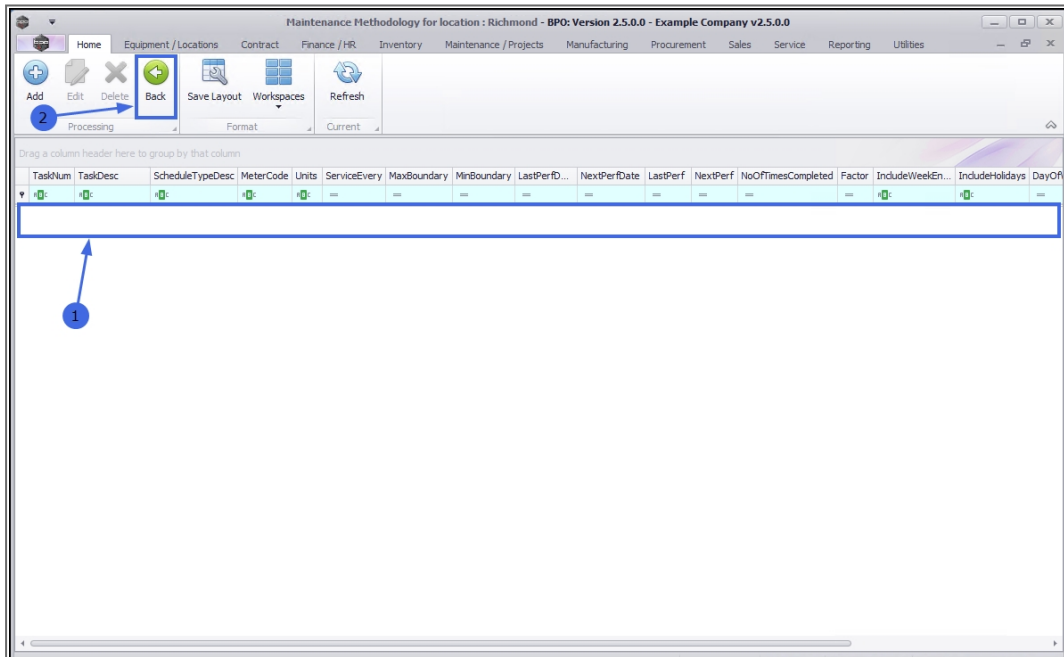 Maintenance Methodology for location : Richmond - BPO: Version 2.5.0.0 - Example Company v2.5.0.0
Home Equipment / Locations Contract Finance / HR Inventory Maintenance / Projects Manufacturing Procurement Sales Service Reporting Utilities
Add Edit Delete Back Save Layout Workspaces Refresh
2
Processing Format Current
Drag a column header here to group by that column
TaskNum TaskDesc ScheduleTypeDesc MeterCode Units ServiceEvery MaxBoundary MinBoundary LastPerfD... NextPerfDate LastPerf NextPerf NoOfTimesCompleted Factor IncludeWeekEn... IncludeHolidays DayOf
1